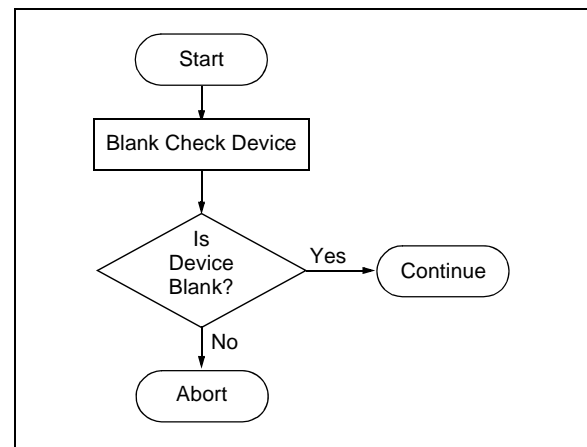 Start
Blank Check Device
Is
Device
Blank?
Yes
Continue
No
Abort